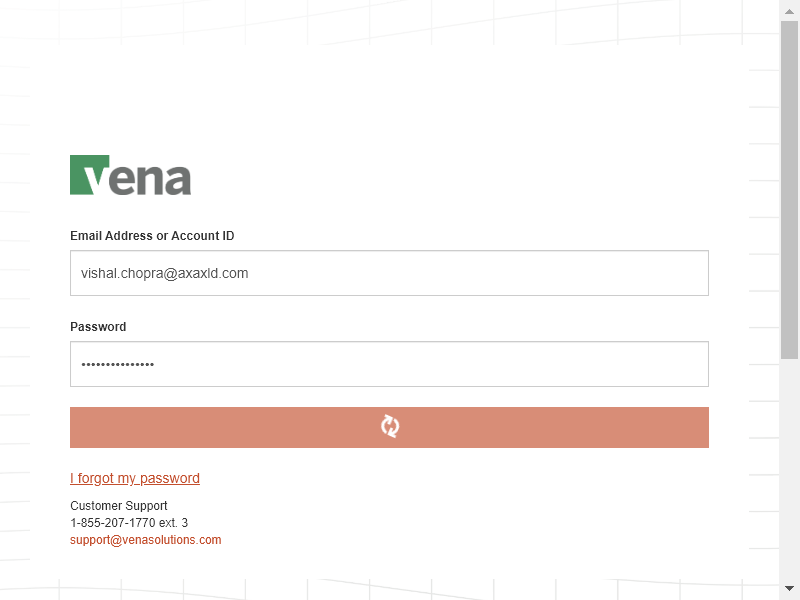 vena
Email Address or Account ID
vishal.chopra@axaxld.com
Password
•••••••••••••••
I forgot my password
Customer Support
1-855-207-1770 ext. 3
support@venasolutions.com